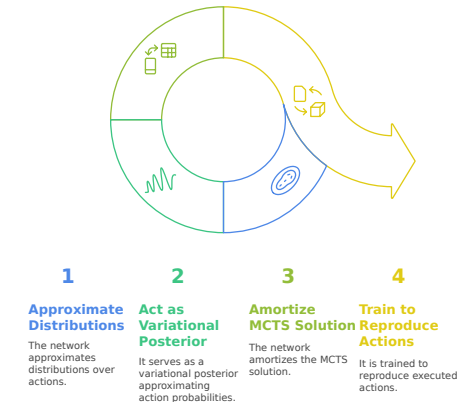 1
Approximate
Distributions
The network
approximates
distributions over
actions.
2
Act as
Variational
Posterior
It serves as a
variational posterior
approximating
action probabilities.
3
Amortize
MCTS Solution
The network
amortizes the MCTS
solution.
4
Train to
Reproduce
Actions
It is trained to
reproduce executed
actions.